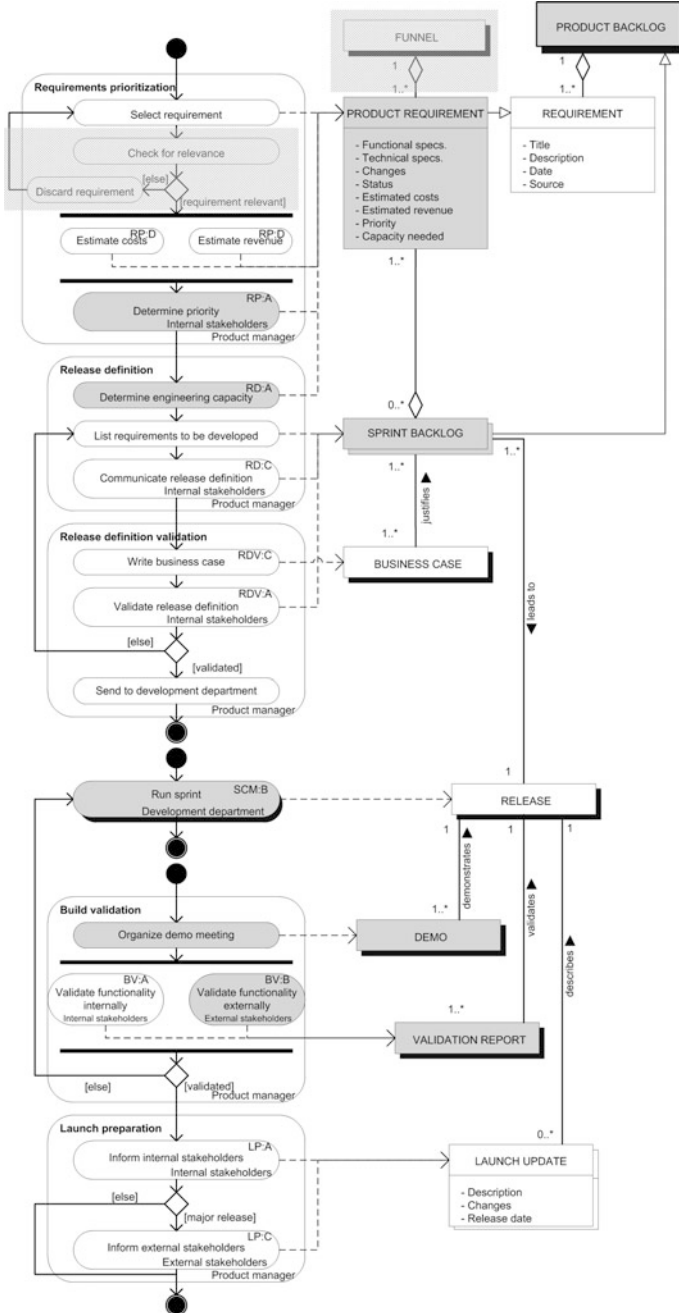 FUNNEL
PRODUCT BACKLOG
1
1..*
1
1..*
Requirements prioritization
Select requirement
Check for relevance
[else]
Discard requirement
[requirement relevant]
RP:D
Estimate costs
RP:D
Estimate revenue
RP:A
Determine priority
Internal stakeholders
Product manager
PRODUCT REQUIREMENT
- Functional specs.
- Technical specs.
- Changes
- Status
- Estimated costs
- Estimated revenue
- Priority
- Capacity needed
REQUIREMENT
- Title
- Description
- Date
- Source
1..*
0..*
Release definition
RD:A
Determine engineering capacity
List requirements to be developed
RD:C
Communicate release definition
Internal stakeholders
Product manager
SPRINT BACKLOG
1..*
1..*
justifies
1..*
BUSINESS CASE
leads to
1
Release definition validation
RDV:C
Write business case
RDV:A
Validate release definition
Internal stakeholders
[else]
[validated]
Send to development department
Product manager
Run sprint
SCM:B
Development department
RELEASE
1
1
1
demonstrates
validates
describes
1..*
DEMO
1..*
VALIDATION REPORT
0..*
Build validation
Organize demo meeting
BV:A
Validate functionality
internally
Internal stakeholders
BV:B
Validate functionality
externally
External stakeholders
[else]
[validated]
Product manager
Launch preparation
LP:A
Inform internal stakeholders
Internal stakeholders
[else]
[major release]
LP:C
Inform external stakeholders
External stakeholders
Product manager
LAUNCH UPDATE
- Description
- Changes
- Release date